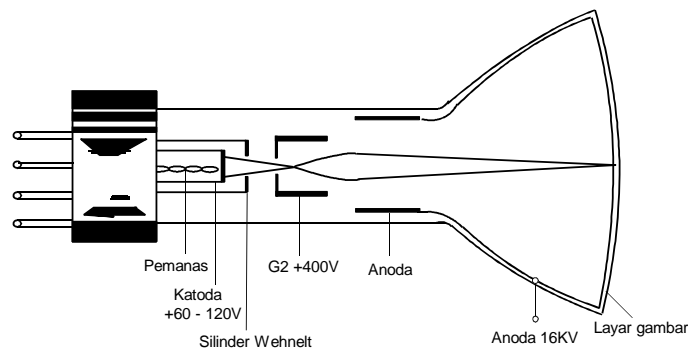 Pemanas
G2 +400V
Anoda
Katoda
+60 - 120V
Silinder Wehnelt
Anoda 16KV
Layar gambar